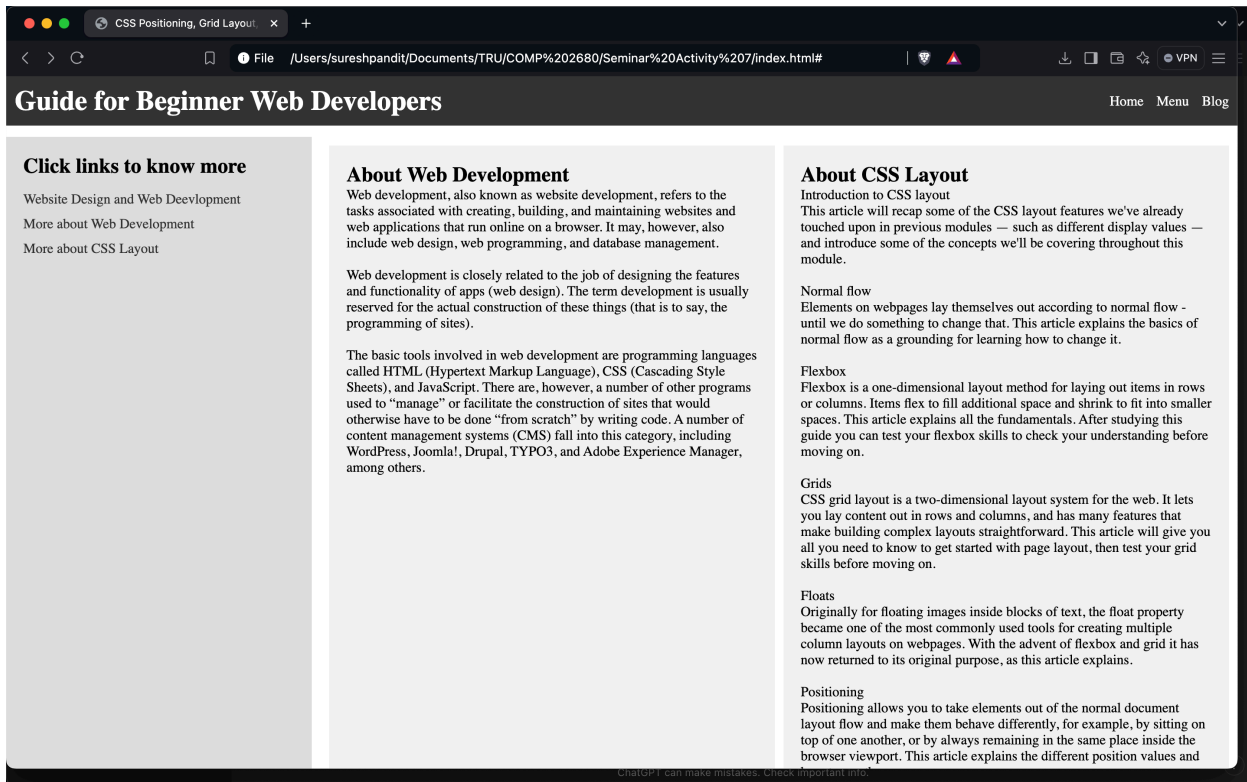 CSS Positioning, Grid Layout,
File /Users/sureshpandit/Documents/TRU/COMP%202680/Seminar%20Activity%207/index.html#
VPN
Guide for Beginner Web Developers
Home Menu Blog
Click links to know more
Website Design and Web Deevlopment
More about Web Development
More about CSS Layout
About Web Development
Web development, also known as website development, refers to the
tasks associated with creating, building, and maintaining websites and
web applications that run online on a browser. It may, however, also
include web design, web programming, and database management.
Web development is closely related to the job of designing the features
and functionality of apps (web design). The term development is usually
reserved for the actual construction of these things (that is to say, the
programming of sites).
The basic tools involved in web development are programming languages
called HTML (Hypertext Markup Language), CSS (Cascading Style
Sheets), and JavaScript. There are, however, a number of other programs
used to “manage” or facilitate the construction of sites that would
otherwise have to be done “from scratch” by writing code. A number of
content management systems (CMS) fall into this category, including
WordPress, Joomla!, Drupal, TYPO3, and Adobe Experience Manager,
among others.
About CSS Layout
Introduction to CSS layout
This article will recap some of the CSS layout features we've already
touched upon in previous modules — such as different display values —
and introduce some of the concepts we'll be covering throughout this
module.
Normal flow
Elements on webpages lay themselves out according to normal flow -
until we do something to change that. This article explains the basics of
normal flow as a grounding for learning how to change it.
Flexbox
Flexbox is a one-dimensional layout method for laying out items in rows
or columns. Items flex to fill additional space and shrink to fit into smaller
spaces. This article explains all the fundamentals. After studying this
guide you can test your flexbox skills to check your understanding before
moving on.
Grids
CSS grid layout is a two-dimensional layout system for the web. It lets
you lay content out in rows and columns, and has many features that
make building complex layouts straightforward. This article will give you
all you need to know to get started with page layout, then test your grid
skills before moving on.
Floats
Originally for floating images inside blocks of text, the float property
became one of the most commonly used tools for creating multiple
column layouts on webpages. With the advent of flexbox and grid it has
now returned to its original purpose, as this article explains.
Positioning
Positioning allows you to take elements out of the normal document
layout flow and make them behave differently, for example, by sitting on
top of one another, or by always remaining in the same place inside the
browser viewport. This article explains the different position values and
ChatGPT can make mistakes. Check important info.